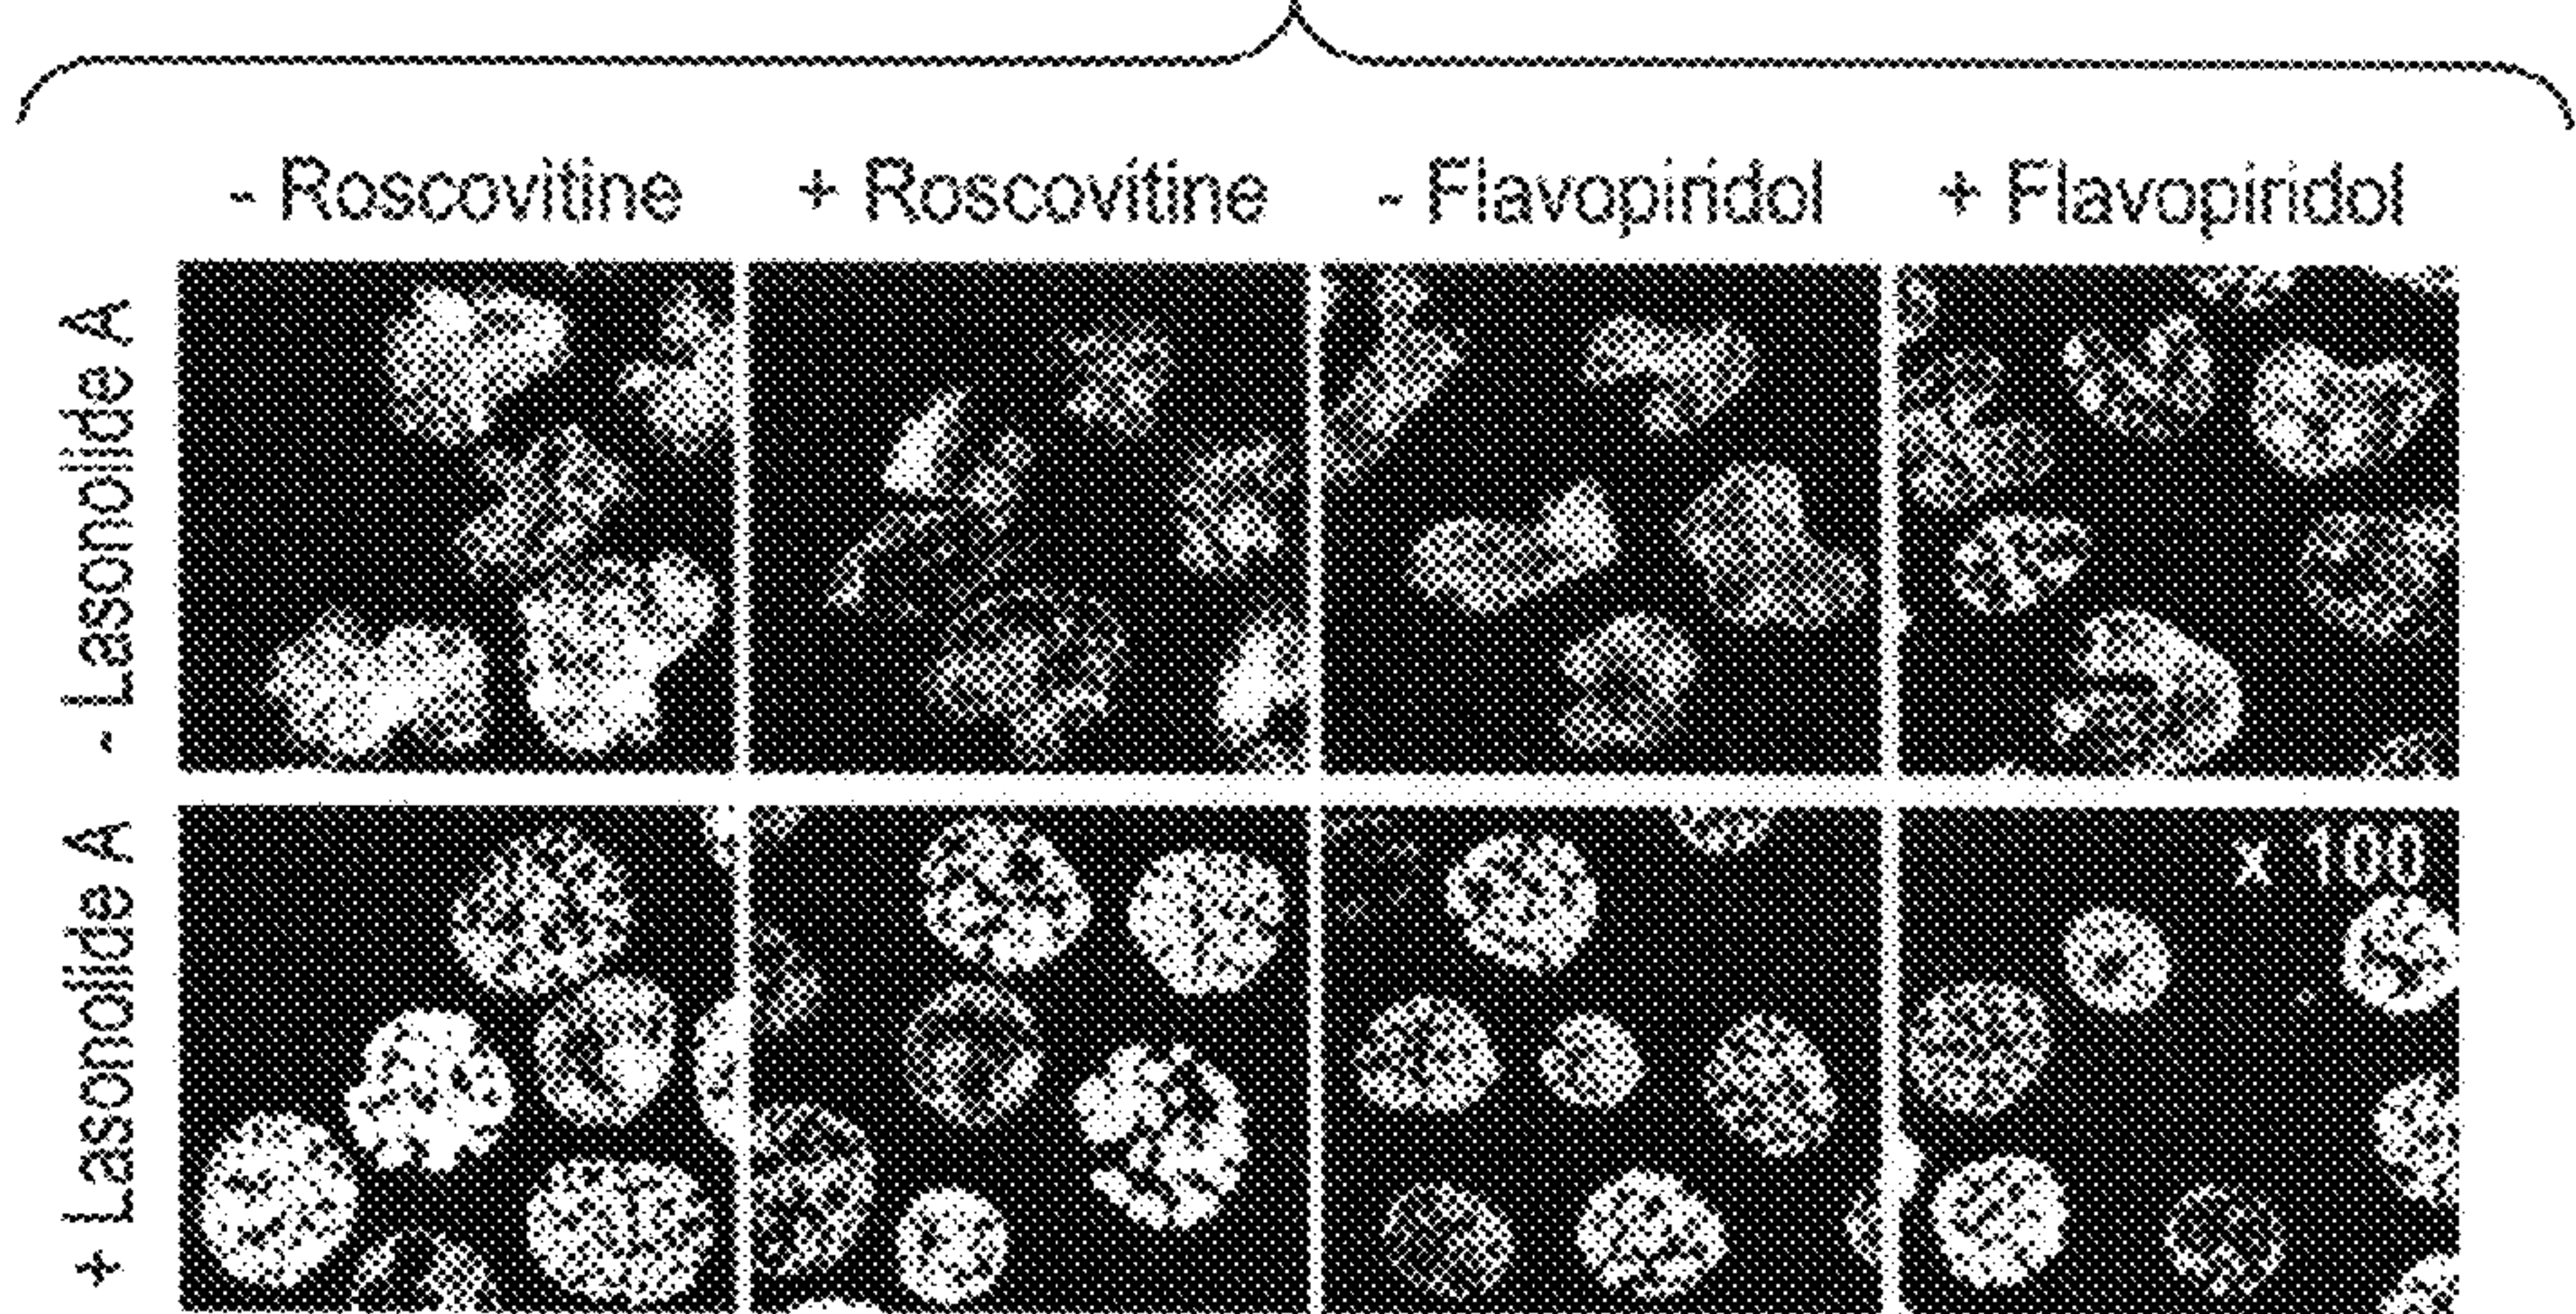 - Roscovitine + Roscovitine - Flavopiridol + Flavopiridol
- Lasonolide A
+ Lasonolide A
x 100